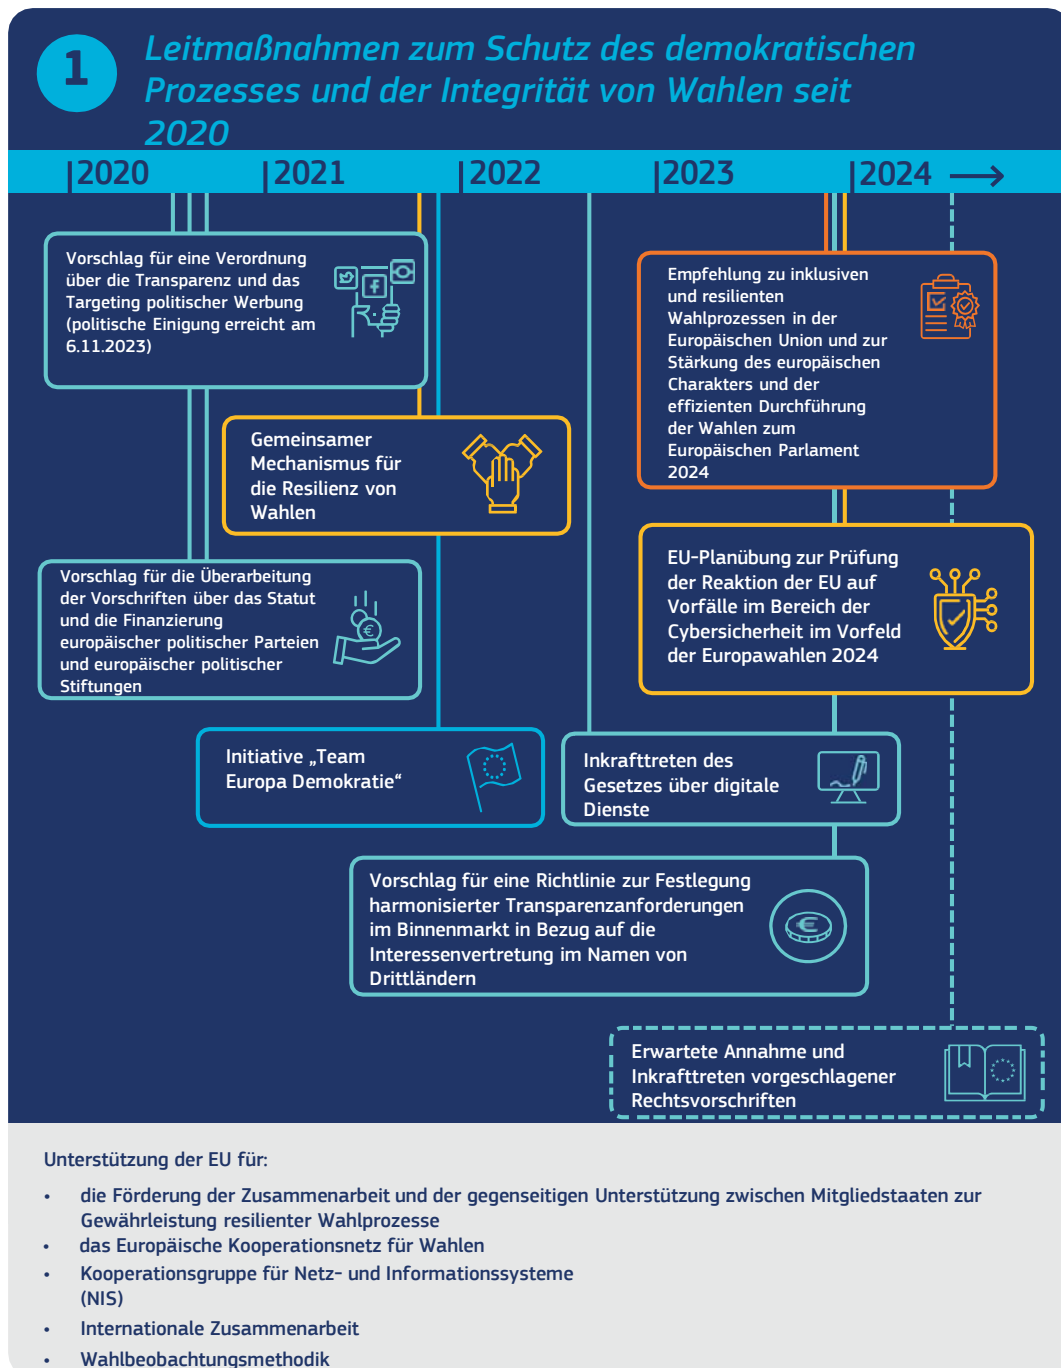 1
Leitmaßnahmen zum Schutz des demokratischen
Prozesses und der Integrität von Wahlen seit
2020
|2020 |2021 |2022 |2023 |2024
Vorschlag für eine Verordnung
über die Transparenz und das
Targeting politischer Werbung
(politische Einigung erreicht am
6.11.2023)
Empfehlung zu inklusiven
und resilienten
Wahlprozessen in der
Europäischen Union und zur
Stärkung des europäischen
Charakters und der
effizienten Durchführung
der Wahlen zum
Europäischen Parlament
2024
Gemeinsamer
Mechanismus für
die Resilienz von
Wahlen
EU-Planübung zur Prüfung
der Reaktion der EU auf
Vorfälle im Bereich der
Cybersicherheit im Vorfeld
der Europawahlen 2024
Vorschlag für die Überarbeitung
der Vorschriften über das Statut
und die Finanzierung
europäischer politischer Parteien
und europäischer politischer
Stiftungen
Initiative „Team
Europa Demokratie“
Inkrafttreten des
Gesetzes über digitale
Dienste
Vorschlag für eine Richtlinie zur Festlegung
harmonisierter Transparenzanforderungen
im Binnenmarkt in Bezug auf die
Interessenvertretung im Namen von
Drittländern
Erwartete Annahme und
Inkrafttreten vorgeschlagener
Rechtsvorschriften
Unterstützung der EU für:
• die Förderung der Zusammenarbeit und der gegenseitigen Unterstützung zwischen Mitgliedstaaten zur
Gewährleistung resilienter Wahlprozesse
• das Europäische Kooperationsnetz für Wahlen
• Kooperationsgruppe für Netz- und Informationssysteme
(NIS)
• Internationale Zusammenarbeit
• Wahlbeobachtungsmethodik